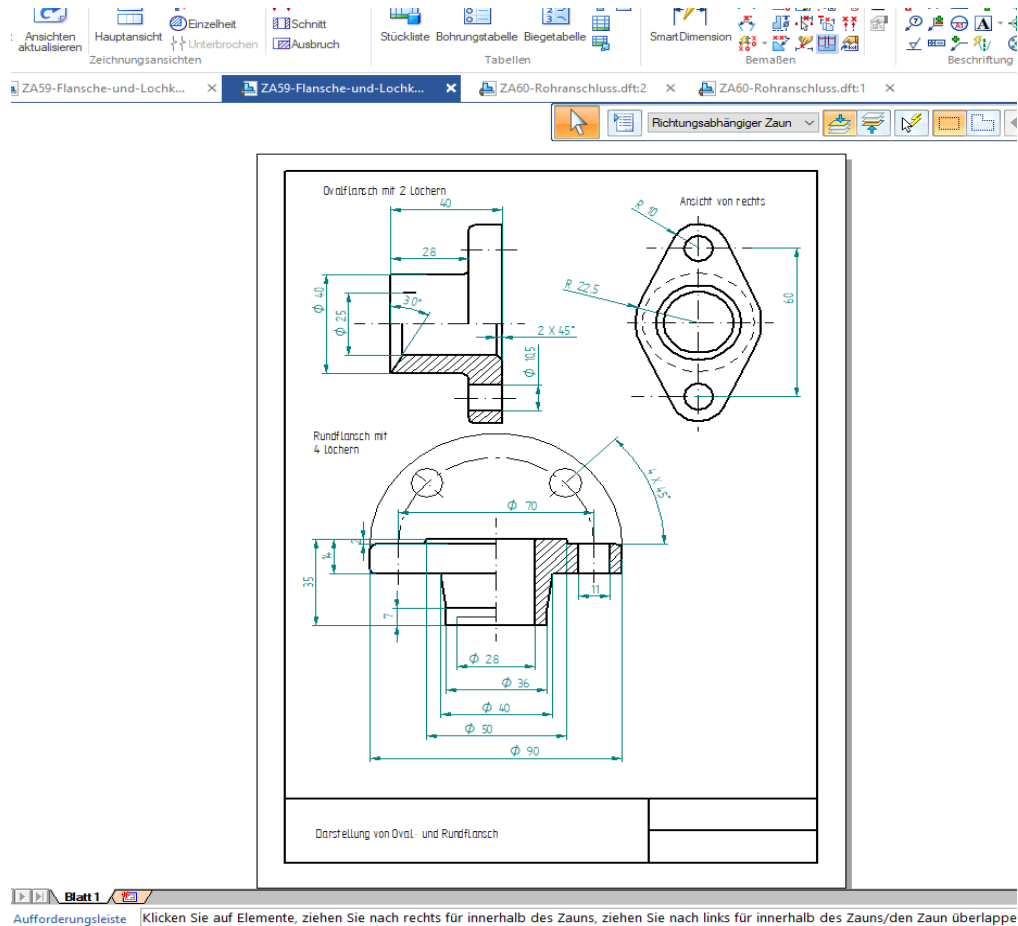 Ansichten
aktualisieren
Hauptansicht
Einzelheit
Unterbrochen
Schnitt
Ausbruch
Zeichnungsansichten
Stückliste
Bohrungstabelle
Biegetabelle
Tabellen
SmartDimension
Bemaßen
Beschriftung
ZA59-Flansche-und-Lochk...
ZA59-Flansche-und-Lochk...
ZA60-Rohranschluss.dft:2
ZA60-Rohranschluss.dft:1
Richtungsabhängiger Zaun
Ovalflansch mit 2 Löchern
40
28
ϕ 40
ϕ 25
30°
2 X 45°
ϕ 10,5
Ansicht von rechts
R 10
R 22,5
60
Rundflansch mit
4 Löchern
4 X 45°
ϕ 70
2
14
35
7
11
ϕ 28
ϕ 36
ϕ 40
ϕ 50
ϕ 90
Darstellung von Oval- und Rundflansch
Blatt1
Aufforderungsleiste
Klicken Sie auf Elemente, ziehen Sie nach rechts für innerhalb des Zauns, ziehen Sie nach links für innerhalb des Zauns/den Zaun überlappe